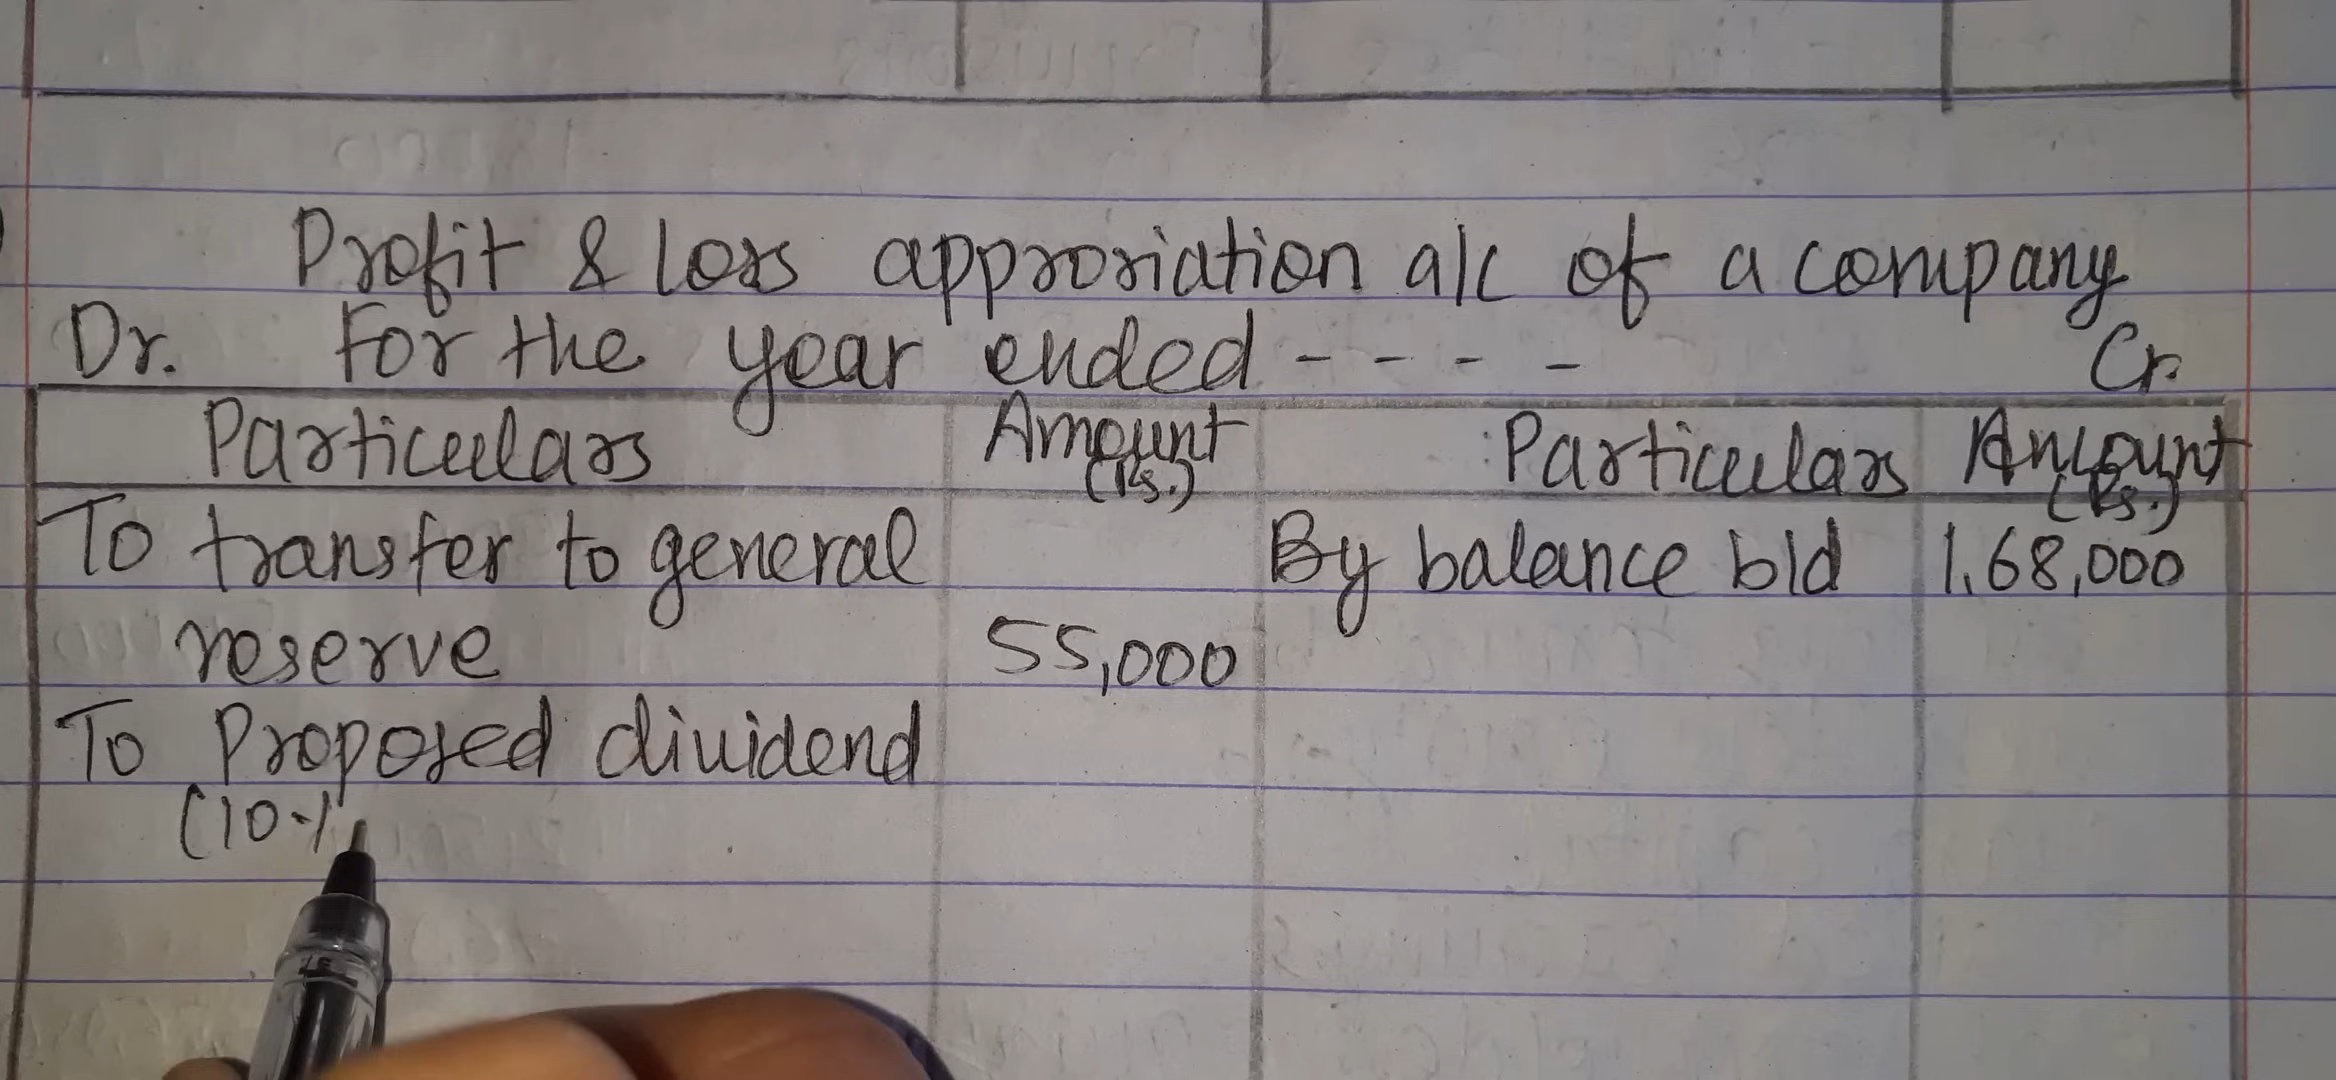 Profit & loss approriation a/c of a company
Dr. For the year ended - - - - Cr.
Particulars Amount (Rs.) Particulars Amount (Rs.)
To transfer to general By balance b/d 1,68,000
reserve 55,000
To Proposed dividend
(10%